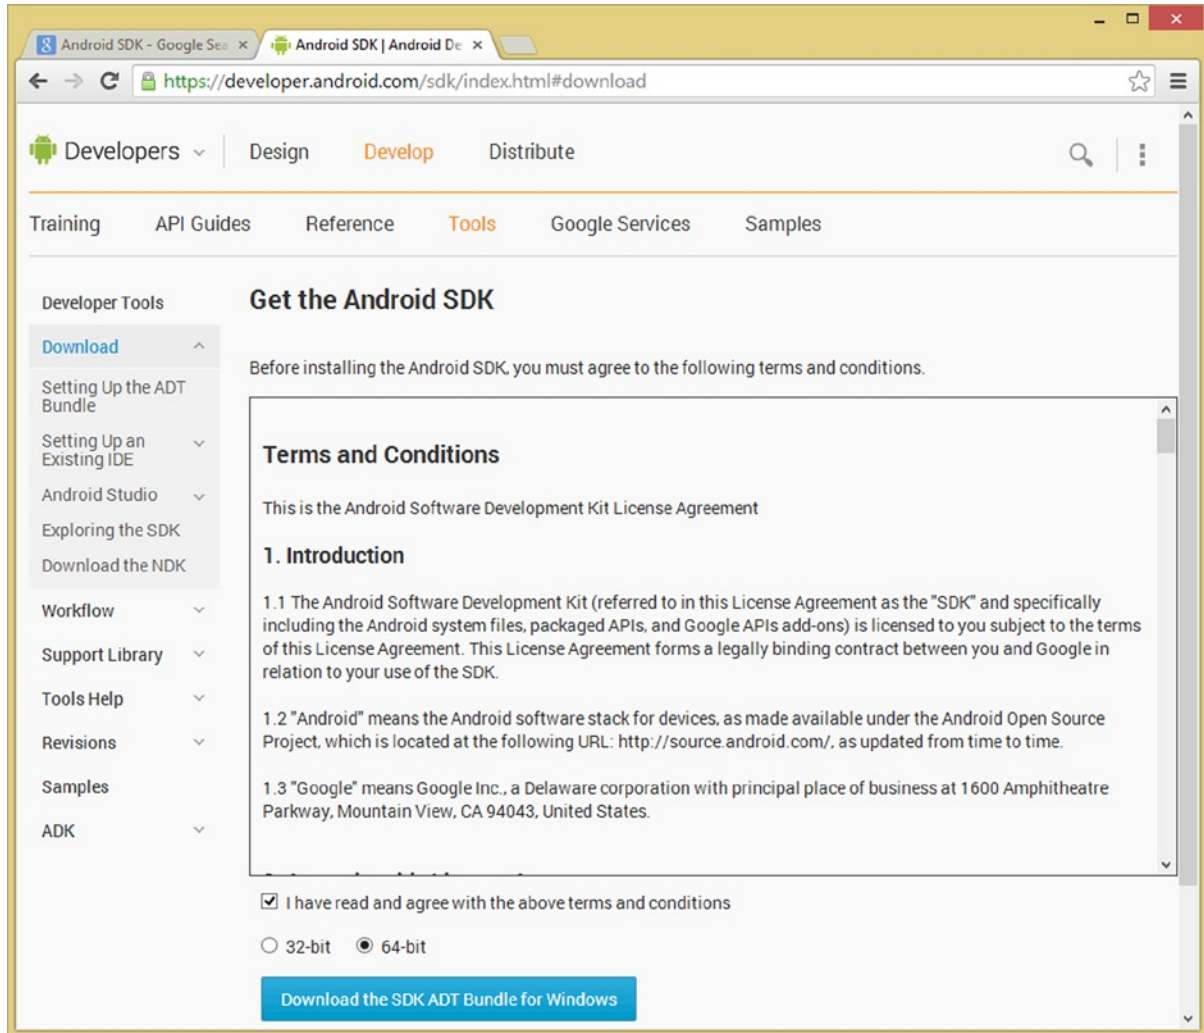 Android SDK - Google Sea
Android SDK | Android De
https://developer.android.com/sdk/index.html#download
Developers
Design
Develop
Distribute
Training
API Guides
Reference
Tools
Google Services
Samples
Developer Tools
Download
Setting Up the ADT
Bundle
Setting Up an
Existing IDE
Android Studio
Exploring the SDK
Download the NDK
Workflow
Support Library
Tools Help
Revisions
Samples
ADK
Get the Android SDK
Before installing the Android SDK, you must agree to the following terms and conditions.
Terms and Conditions
This is the Android Software Development Kit License Agreement
1. Introduction
1.1 The Android Software Development Kit (referred to in this License Agreement as the "SDK" and specifically
including the Android system files, packaged APIs, and Google APIs add-ons) is licensed to you subject to the terms
of this License Agreement. This License Agreement forms a legally binding contract between you and Google in
relation to your use of the SDK.
1.2 "Android" means the Android software stack for devices, as made available under the Android Open Source
Project, which is located at the following URL: http://source.android.com/, as updated from time to time.
1.3 "Google" means Google Inc., a Delaware corporation with principal place of business at 1600 Amphitheatre
Parkway, Mountain View, CA 94043, United States.
I have read and agree with the above terms and conditions
32-bit
64-bit
Download the SDK ADT Bundle for Windows